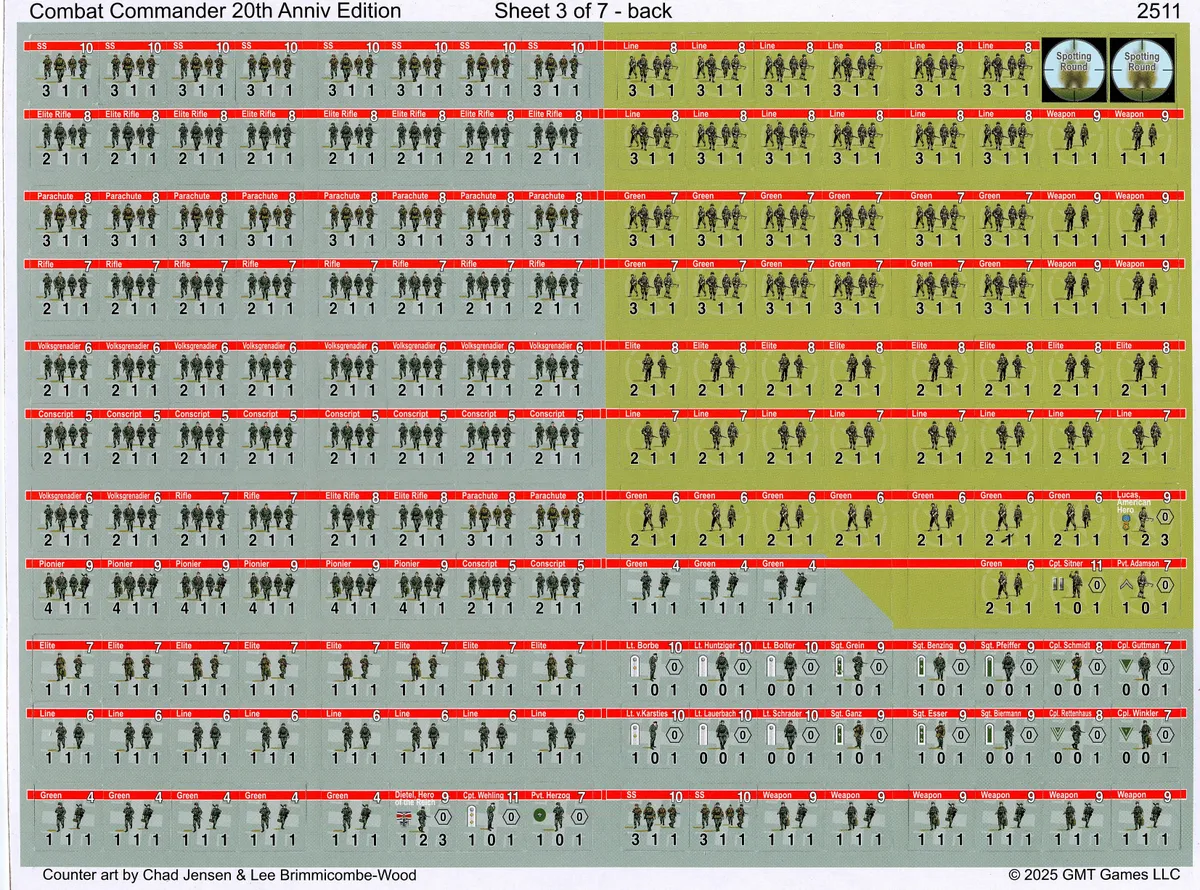 Combat Commander 20th Anniv Edition Sheet 3 of 7 - back 2511
SS 10 SS 10 SS 10 SS 10 SS 10 SS 10 SS 10 SS 10 Line 8 Line 8 Line 8 Line 8 Line 8 Line 8 Spotting Round Spotting Round
3 1 1 3 1 1 3 1 1 3 1 1 3 1 1 3 1 1 3 1 1 3 1 1 3 1 1 3 1 1 3 1 1 3 1 1 3 1 1 3 1 1
Elite Rifle 8 Elite Rifle 8 Elite Rifle 8 Elite Rifle 8 Elite Rifle 8 Elite Rifle 8 Elite Rifle 8 Elite Rifle 8 Line 8 Line 8 Line 8 Line 8 Line 8 Line 8 Weapon 9 Weapon 9
2 1 1 2 1 1 2 1 1 2 1 1 2 1 1 2 1 1 2 1 1 2 1 1 3 1 1 3 1 1 3 1 1 3 1 1 3 1 1 3 1 1 1 1 1 1 1 1
Parachute 8 Parachute 8 Parachute 8 Parachute 8 Parachute 8 Parachute 8 Parachute 8 Parachute 8 Green 7 Green 7 Green 7 Green 7 Green 7 Green 7 Weapon 9 Weapon 9
3 1 1 3 1 1 3 1 1 3 1 1 3 1 1 3 1 1 3 1 1 3 1 1 3 1 1 3 1 1 3 1 1 3 1 1 3 1 1 3 1 1 1 1 1 1 1 1
Rifle 7 Rifle 7 Rifle 7 Rifle 7 Rifle 7 Rifle 7 Rifle 7 Rifle 7 Green 7 Green 7 Green 7 Green 7 Green 7 Green 7 Weapon 9 Weapon 9
2 1 1 2 1 1 2 1 1 2 1 1 2 1 1 2 1 1 2 1 1 2 1 1 3 1 1 3 1 1 3 1 1 3 1 1 3 1 1 3 1 1 1 1 1 1 1 1
Volksgrenadier 6 Volksgrenadier 6 Volksgrenadier 6 Volksgrenadier 6 Volksgrenadier 6 Volksgrenadier 6 Volksgrenadier 6 Volksgrenadier 6 Elite 8 Elite 8 Elite 8 Elite 8 Elite 8 Elite 8 Elite 8 Elite 8
2 1 1 2 1 1 2 1 1 2 1 1 2 1 1 2 1 1 2 1 1 2 1 1 2 1 1 2 1 1 2 1 1 2 1 1 2 1 1 2 1 1 2 1 1 2 1 1
Conscript 5 Conscript 5 Conscript 5 Conscript 5 Conscript 5 Conscript 5 Conscript 5 Conscript 5 Line 7 Line 7 Line 7 Line 7 Line 7 Line 7 Line 7 Line 7
2 1 1 2 1 1 2 1 1 2 1 1 2 1 1 2 1 1 2 1 1 2 1 1 2 1 1 2 1 1 2 1 1 2 1 1 2 1 1 2 1 1 2 1 1 2 1 1
Volksgrenadier 6 Volksgrenadier 6 Rifle 7 Rifle 7 Elite Rifle 8 Elite Rifle 8 Parachute 8 Parachute 8 Green 6 Green 6 Green 6 Green 6 Green 6 Green 6 Green 6 Lucas, American Hero 9
0
2 1 1 2 1 1 2 1 1 2 1 1 2 1 1 2 1 1 3 1 1 3 1 1 2 1 1 2 1 1 2 1 1 2 1 1 2 1 1 2 1 1 2 1 1 1 2 3
Pionier 9 Pionier 9 Pionier 9 Pionier 9 Pionier 9 Pionier 9 Conscript 5 Conscript 5 Green 4 Green 4 Green 4 Green 6 Cpt. Sitner 11 Pvt. Adamson 7
0 0
4 1 1 4 1 1 4 1 1 4 1 1 4 1 1 4 1 1 2 1 1 2 1 1 1 1 1 1 1 1 1 1 1 2 1 1 1 0 1 1 0 1
Elite 7 Elite 7 Elite 7 Elite 7 Elite 7 Elite 7 Elite 7 Elite 7 Lt. Borbe 10 Lt. Huntziger 10 Lt. Bolter 10 Sgt. Grein 9 Sgt. Benzing 9 Sgt. Pfeiffer 9 Cpl. Schmidt 8 Cpl. Guttman 7
0 0 0 0 0 0 0 0
1 1 1 1 1 1 1 1 1 1 1 1 1 1 1 1 1 1 1 1 1 1 1 1 1 0 1 0 0 1 0 0 1 1 0 1 1 0 1 0 0 1 0 0 1 0 0 1
Line 6 Line 6 Line 6 Line 6 Line 6 Line 6 Line 6 Line 6 Lt. v.Karsties 10 Lt. Lauerbach 10 Lt. Schrader 10 Sgt. Ganz 9 Sgt. Esser 9 Sgt. Biermann 9 Cpl. Rettenhaus 8 Cpl. Winkler 7
0 0 0 0 0 0 0 0
1 1 1 1 1 1 1 1 1 1 1 1 1 1 1 1 1 1 1 1 1 1 1 1 1 0 1 1 0 1 0 0 1 1 0 1 1 0 1 0 0 1 0 0 1 0 0 1
Green 4 Green 4 Green 4 Green 4 Green 4 Dietel, Hero of the Reich 9 Cpt. Wehling 11 Pvt. Herzog 7 SS 10 SS 10 Weapon 9 Weapon 9 Weapon 9 Weapon 9 Weapon 9 Weapon 9
0 0 0
1 1 1 1 1 1 1 1 1 1 1 1 1 1 1 1 2 3 1 0 1 1 0 1 3 1 1 3 1 1 1 1 1 1 1 1 1 1 1 1 1 1 1 1 1 1 1 1
Counter art by Chad Jensen & Lee Brimmicombe-Wood © 2025 GMT Games LLC